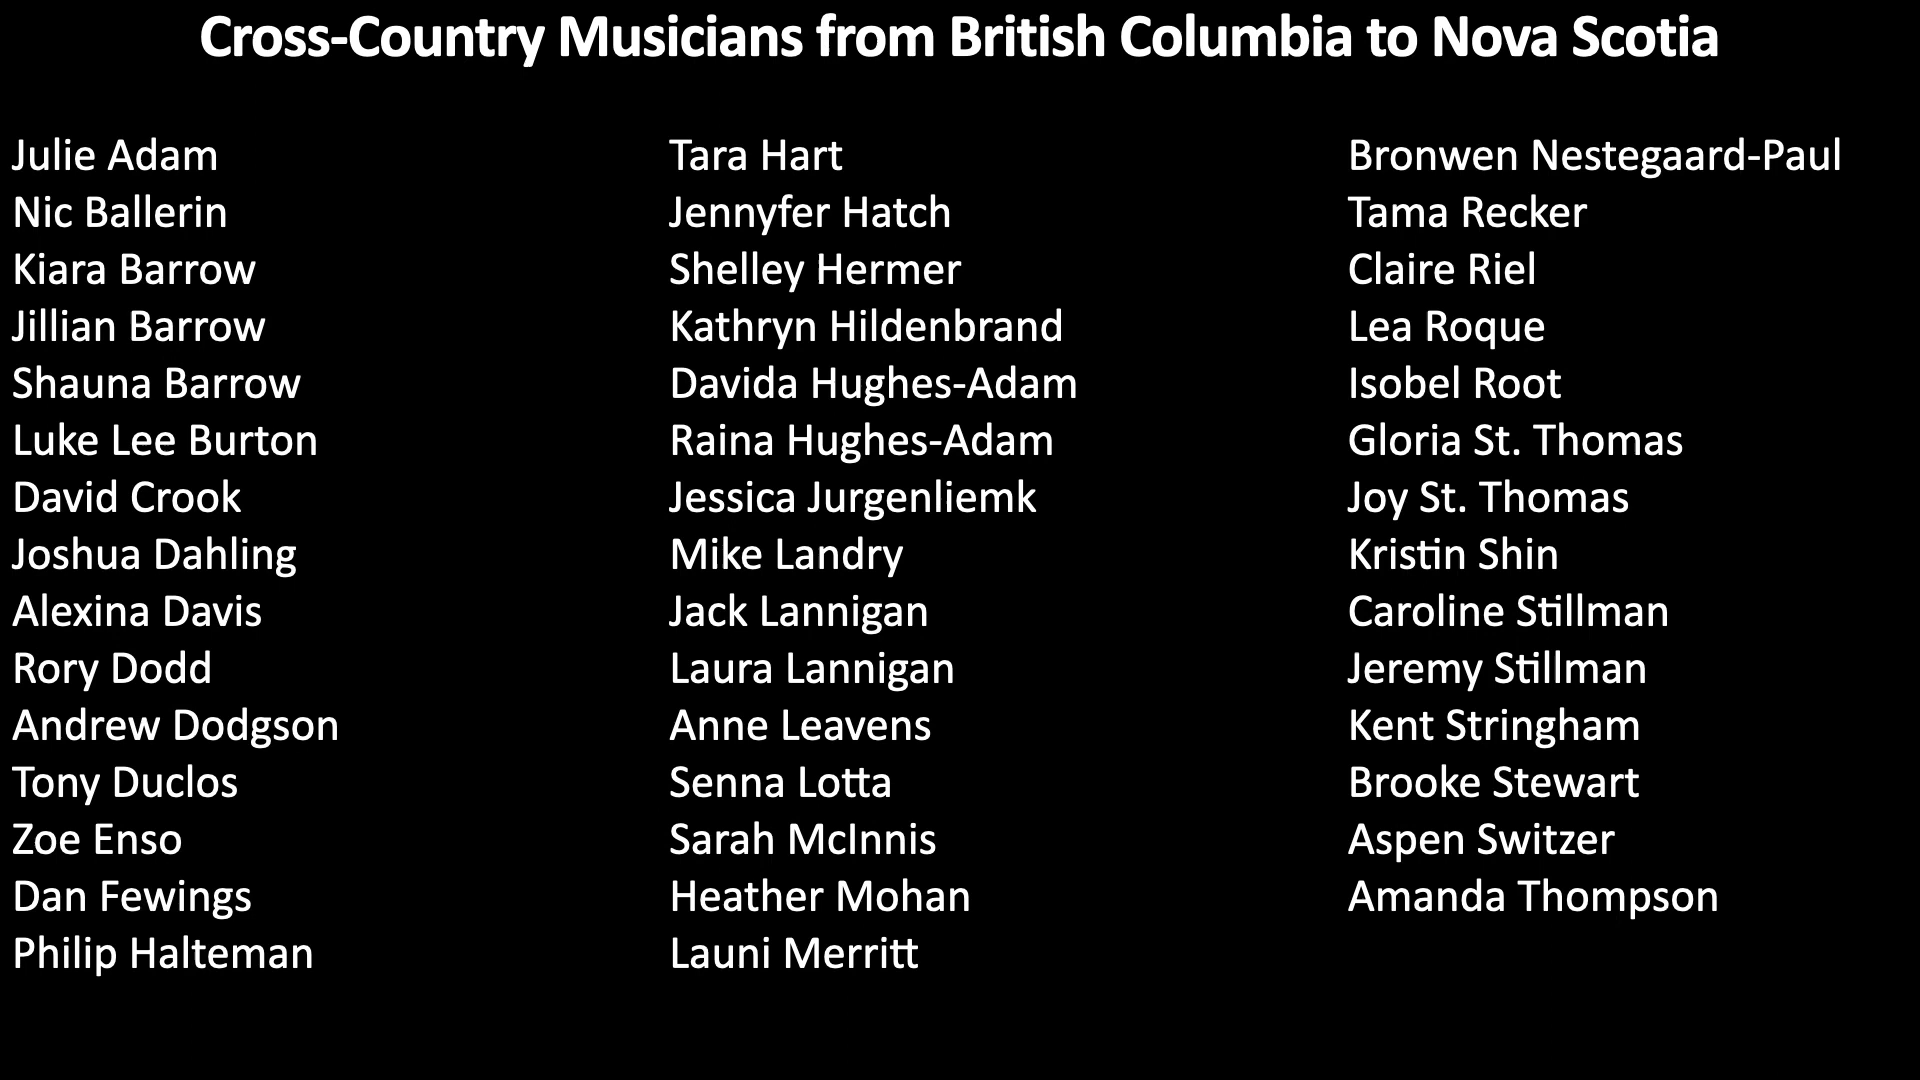 Cross-Country Musicians from British Columbia to Nova Scotia
Julie Adam
Nic Ballerin
Kiara Barrow
Jillian Barrow
Shauna Barrow
Luke Lee Burton
David Crook
Joshua Dahling
Alexina Davis
Rory Dodd
Andrew Dodgson
Tony Duclos
Zoe Enso
Dan Fewings
Philip Halteman
Tara Hart
Jennyfer Hatch
Shelley Hermer
Kathryn Hildenbrand
Davida Hughes-Adam
Raina Hughes-Adam
Jessica Jurgenliemk
Mike Landry
Jack Lannigan
Laura Lannigan
Anne Leavens
Senna Lotta
Sarah McInnis
Heather Mohan
Launi Merritt
Bronwen Nestegaard-Paul
Tama Recker
Claire Riel
Lea Roque
Isobel Root
Gloria St. Thomas
Joy St. Thomas
Kristin Shin
Caroline Stillman
Jeremy Stillman
Kent Stringham
Brooke Stewart
Aspen Switzer
Amanda Thompson